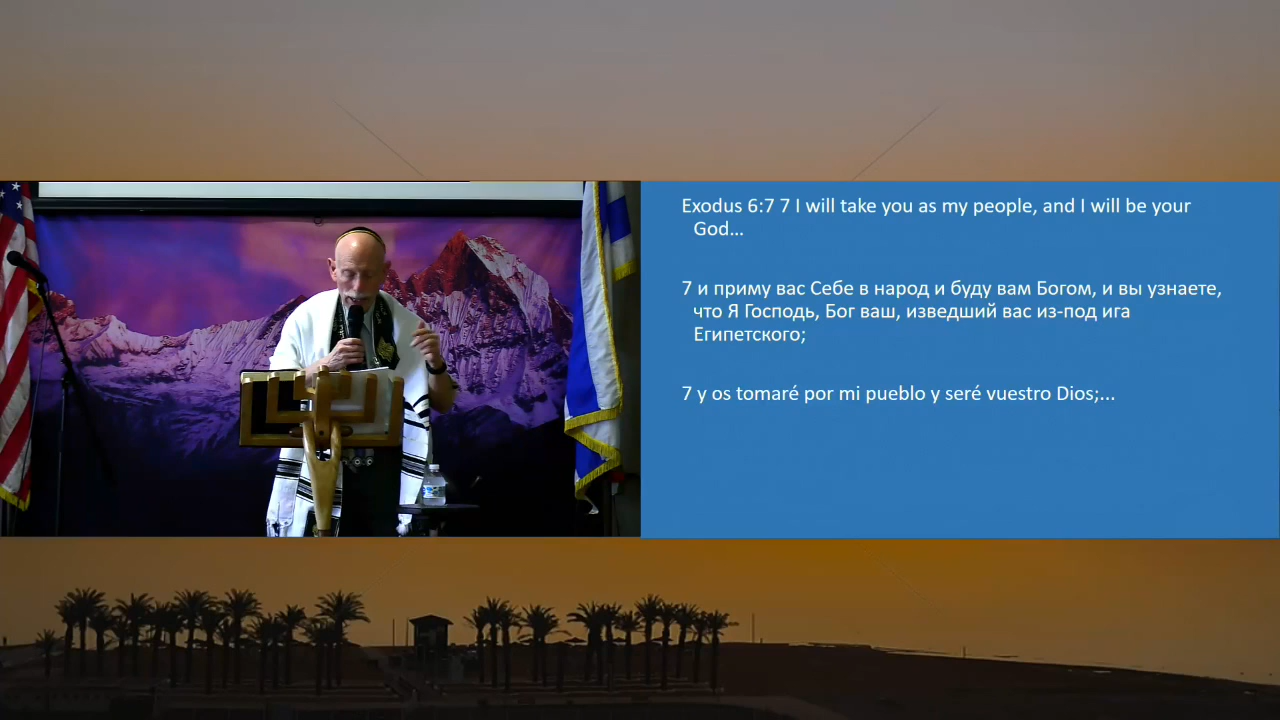 Exodus 6:7 7 I will take you as my people, and I will be your
God...
7 и приму вас Себе в народ и буду вам Богом, и вы узнаете,
что Я Господь, Бог ваш, изведший вас из-под ига
Египетского;
7 y os tomaré por mi pueblo y seré vuestro Dios;...